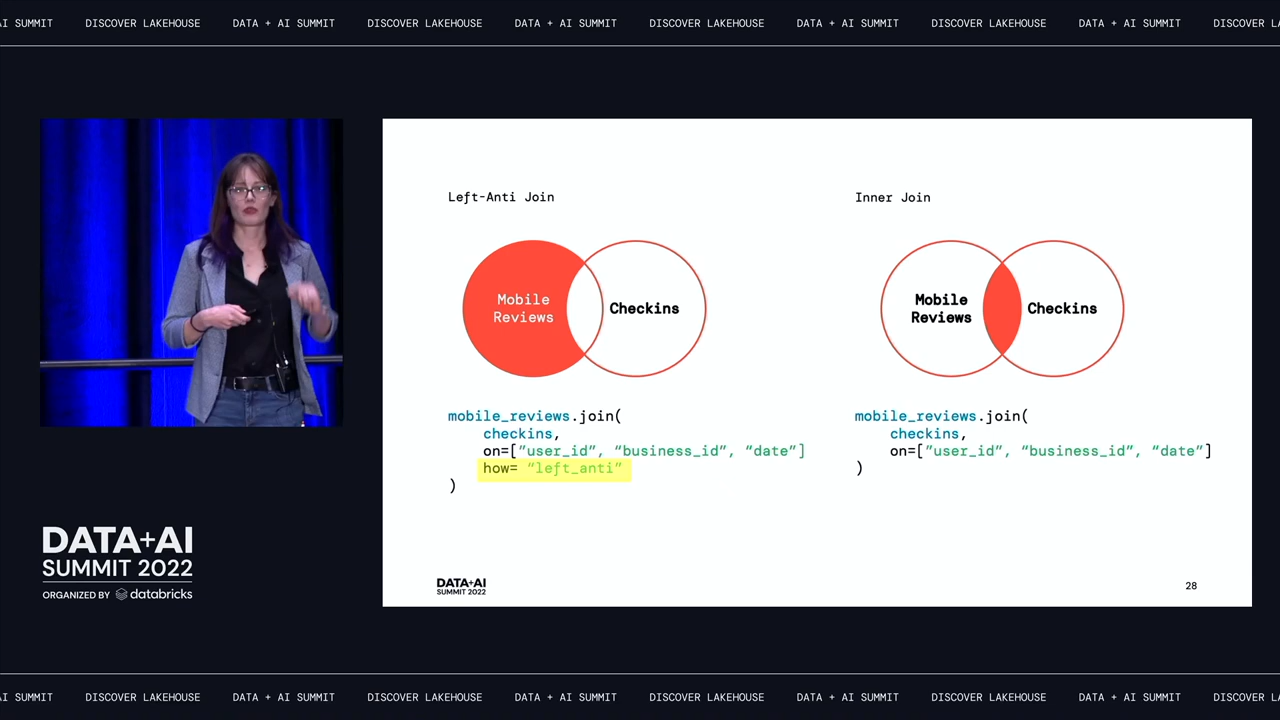 AI SUMMIT DISCOVER LAKEHOUSE DATA + AI SUMMIT DISCOVER LAKEHOUSE DATA + AI SUMMIT DISCOVER LAKEHOUSE DATA + AI SUMMIT DISCOVER LAKEHOUSE DATA + AI SUMMIT DISCOVER
Left-Anti Join
Mobile
Reviews
Checkins
mobile_reviews.join(
checkins,
on=[”user_id”, “business_id”, “date”]
how= “left_anti”
)
Inner Join
Mobile
Reviews
Checkins
mobile_reviews.join(
checkins,
on=[”user_id”, “business_id”, “date”]
)
DATA+AI
SUMMIT 2022
28
DATA+AI
SUMMIT 2022
ORGANIZED BY databricks
AI SUMMIT DISCOVER LAKEHOUSE DATA + AI SUMMIT DISCOVER LAKEHOUSE DATA + AI SUMMIT DISCOVER LAKEHOUSE DATA + AI SUMMIT DISCOVER LAKEHOUSE DATA + AI SUMMIT DISCOVER